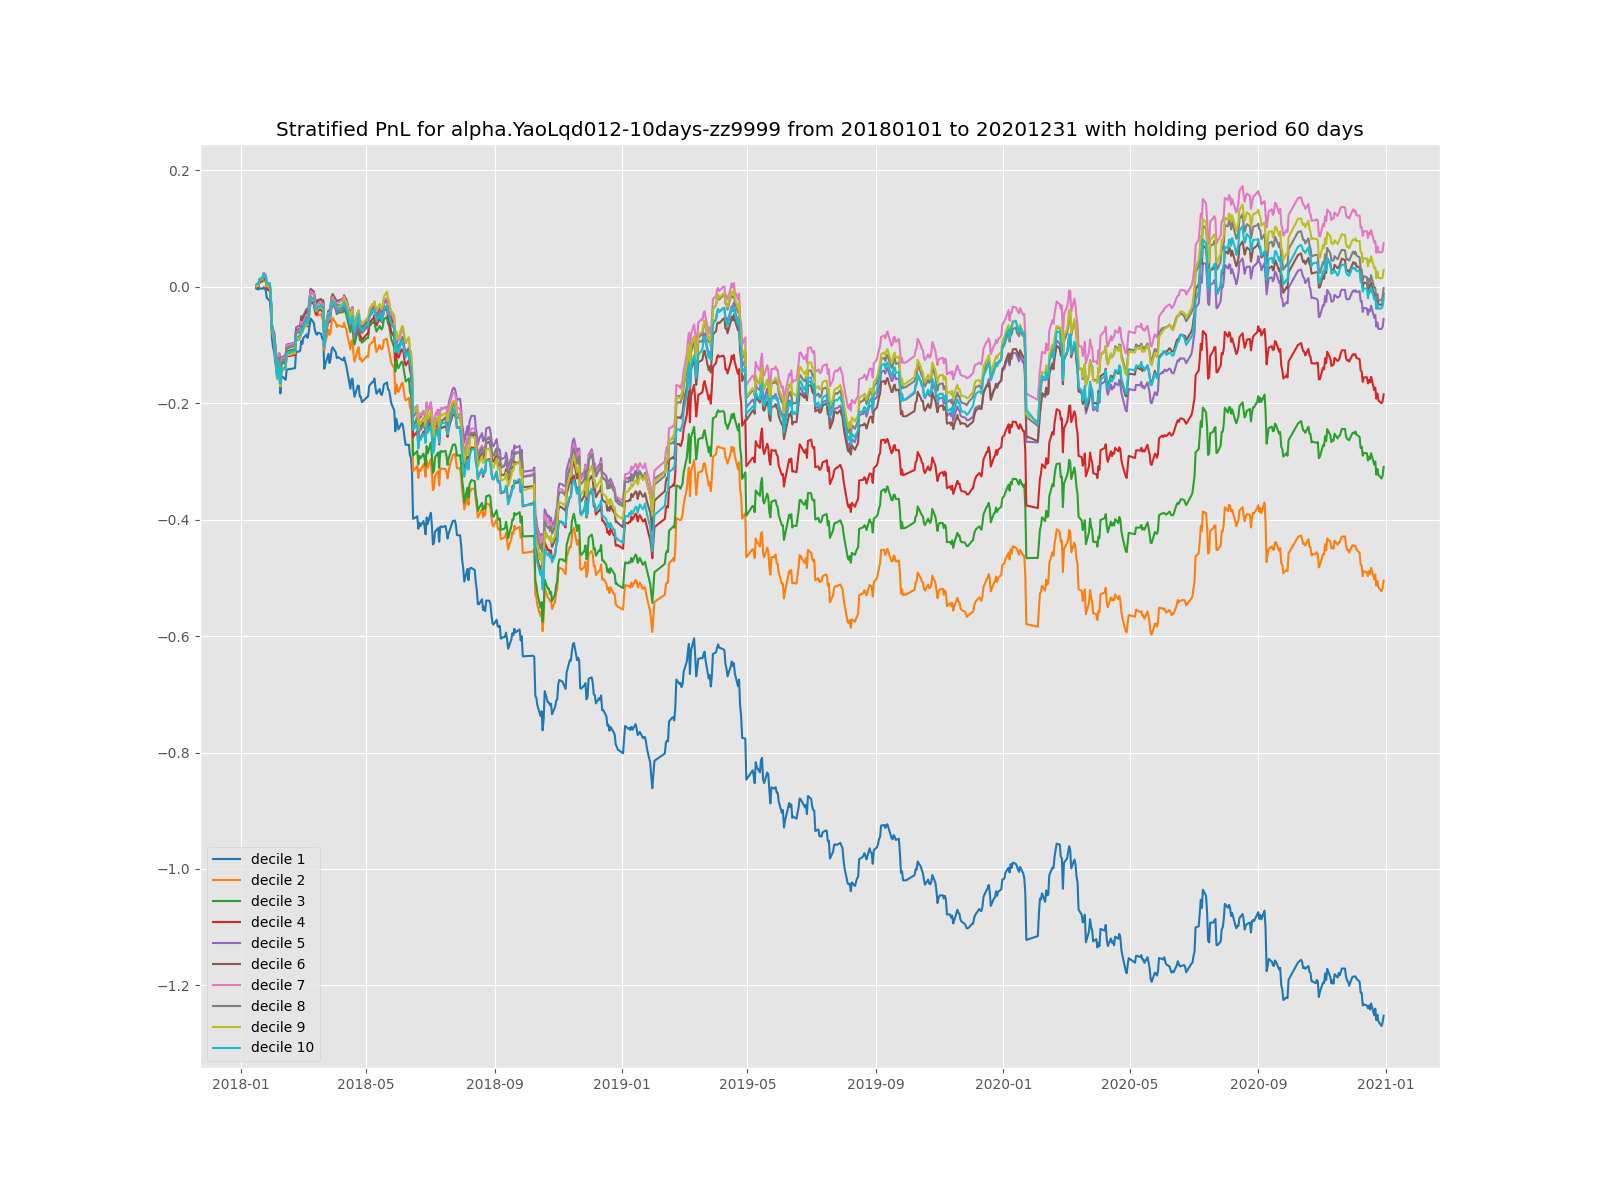 Stratified PnL for alpha.YaoLqd012-10days-zz9999 from 20180101 to 20201231 with holding period 60 days
0.2
0.0
−0.2
−0.4
−0.6
−0.8
−1.0
−1.2
decile 1
decile 2
decile 3
decile 4
decile 5
decile 6
decile 7
decile 8
decile 9
decile 10
2018-01 2018-05 2018-09 2019-01 2019-05 2019-09 2020-01 2020-05 2020-09 2021-01